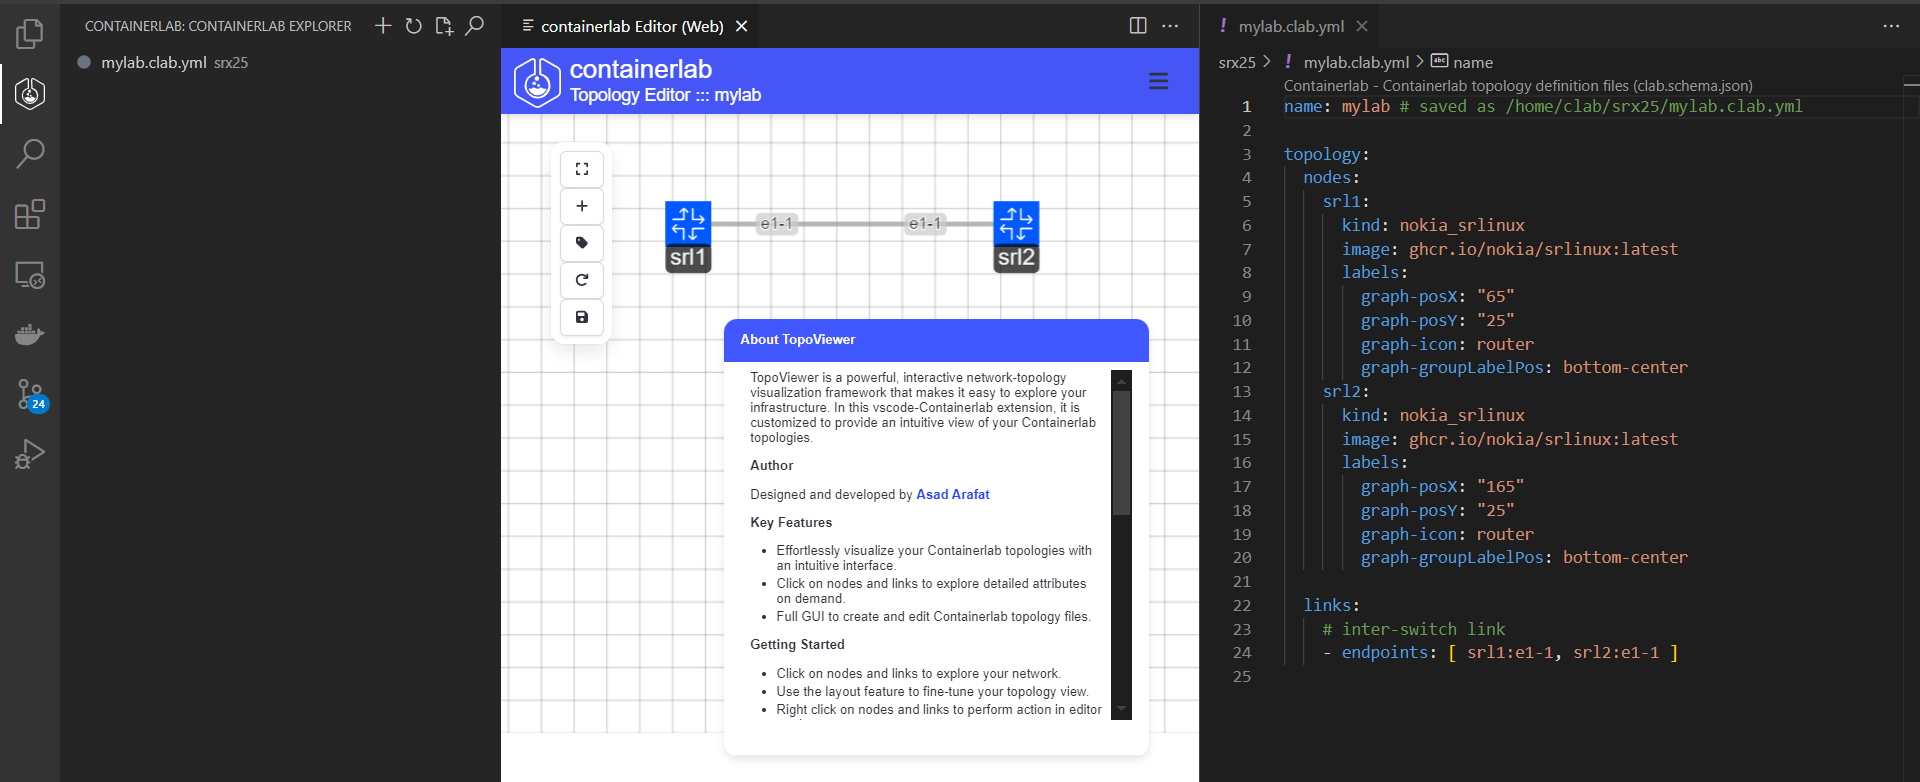 CONTAINERLAB: CONTAINERLAB EXPLORER
mylab.clab.yml srx25
24
containerlab Editor (Web)
containerlab
Topology Editor ::: mylab
e1-1
e1-1
srl1
srl2
About TopoViewer
TopoViewer is a powerful, interactive network-topology
visualization framework that makes it easy to explore your
infrastructure. In this vscode-Containerlab extension, it is
customized to provide an intuitive view of your Containerlab
topologies.
Author
Designed and developed by Asad Arafat
Key Features
• Effortlessly visualize your Containerlab topologies with
an intuitive interface.
• Click on nodes and links to explore detailed attributes
on demand.
• Full GUI to create and edit Containerlab topology files.
Getting Started
• Click on nodes and links to explore your network.
• Use the layout feature to fine-tune your topology view.
• Right click on nodes and links to perform action in editor
! mylab.clab.yml
srx25 > ! mylab.clab.yml > abc name
Containerlab - Containerlab topology definition files (clab.schema.json)
1 name: mylab # saved as /home/clab/srx25/mylab.clab.yml
2
3 topology:
4 nodes:
5 srl1:
6 kind: nokia_srlinux
7 image: ghcr.io/nokia/srlinux:latest
8 labels:
9 graph-posX: "65"
10 graph-posY: "25"
11 graph-icon: router
12 graph-groupLabelPos: bottom-center
13 srl2:
14 kind: nokia_srlinux
15 image: ghcr.io/nokia/srlinux:latest
16 labels:
17 graph-posX: "165"
18 graph-posY: "25"
19 graph-icon: router
20 graph-groupLabelPos: bottom-center
21
22 links:
23 # inter-switch link
24 - endpoints: [ srl1:e1-1, srl2:e1-1 ]
25